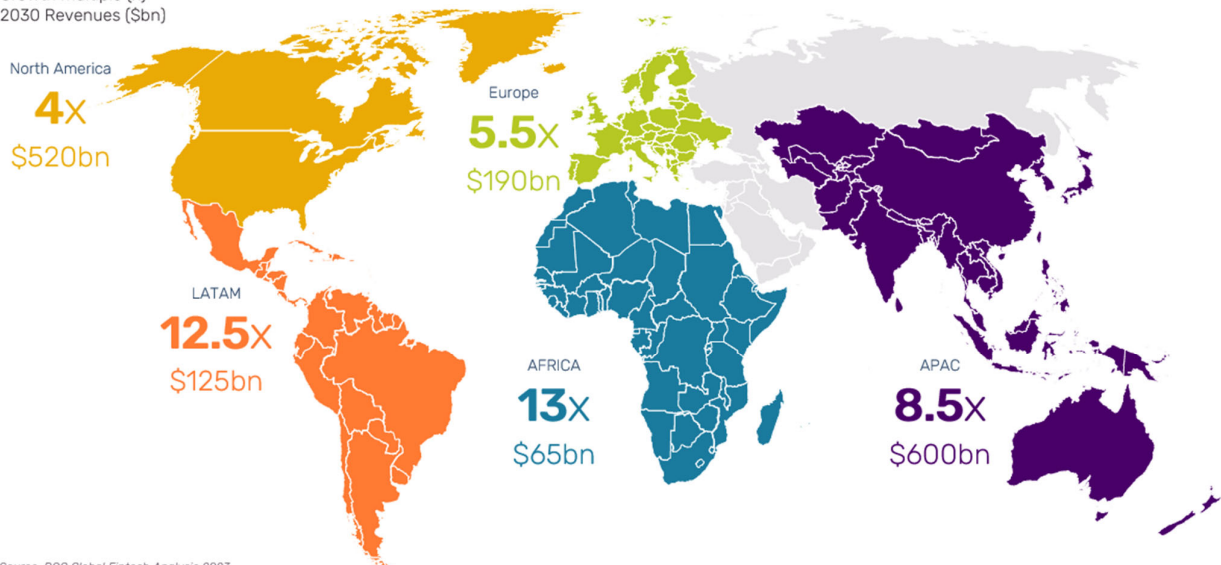 2030 Revenues ($bn)
North America
4x
$520bn
Europe
5.5x
$190bn
LATAM
12.5x
$125bn
AFRICA
13x
$65bn
APAC
8.5x
$600bn